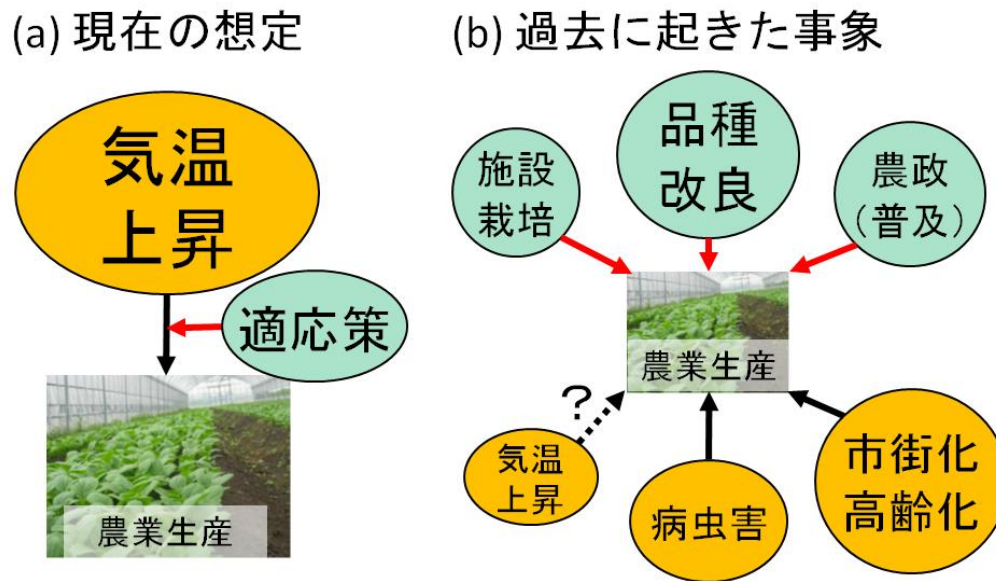 (a) 現在の想定
気温
上昇
適応策
農業生産
(b) 過去に起きた事象
施設
栽培
品種
改良
農政
（普及）
農業生産
?
気温
上昇
病虫害
市街化
高齢化